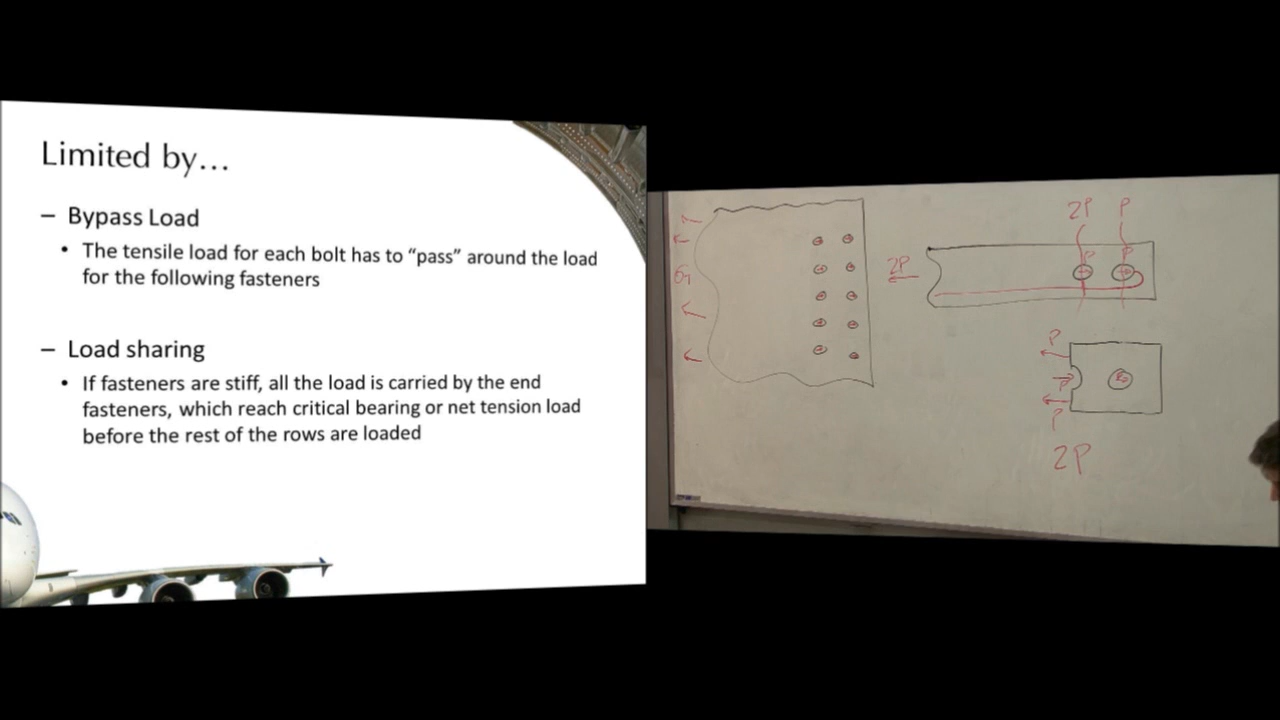 Limited by...
– Bypass Load
• The tensile load for each bolt has to “pass” around the load
for the following fasteners
– Load sharing
• If fasteners are stiff, all the load is carried by the end
fasteners, which reach critical bearing or net tension load
before the rest of the rows are loaded
2P P
P P
2P
P
P
P
2P